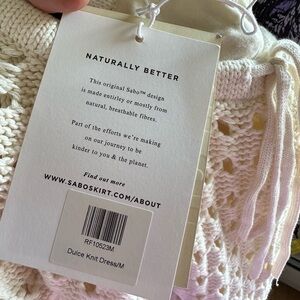 NATURALLY BETTER
This original Sabo™ design
is made entirley or mostly from
natural, breathable fibres.
Part of the efforts we're making
on our journey to be
kinder to you & the planet.
Find out more
WWW.SABOSKIRT.COM/ABOUT
RF10523M
Dulce Knit Dress/M